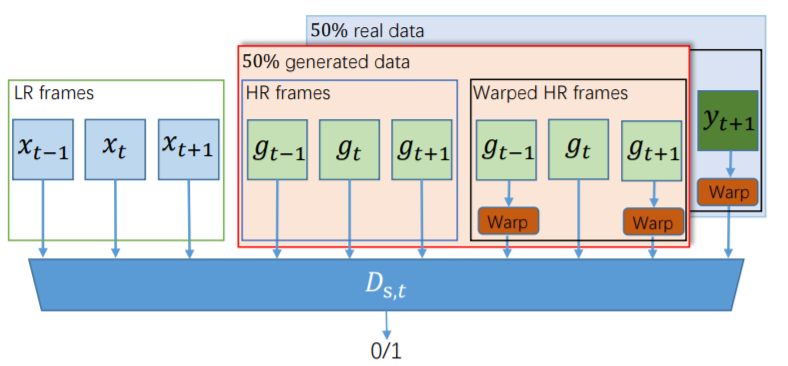 50% real data
50% generated data
LR frames
HR frames
Warped HR frames
x_{t−1} x_t x_{t+1}
g_{t−1} g_t g_{t+1}
g_{t−1} g_t g_{t+1}
y_{t+1}
Warp
Warp
Warp
D_{s,t}
0/1